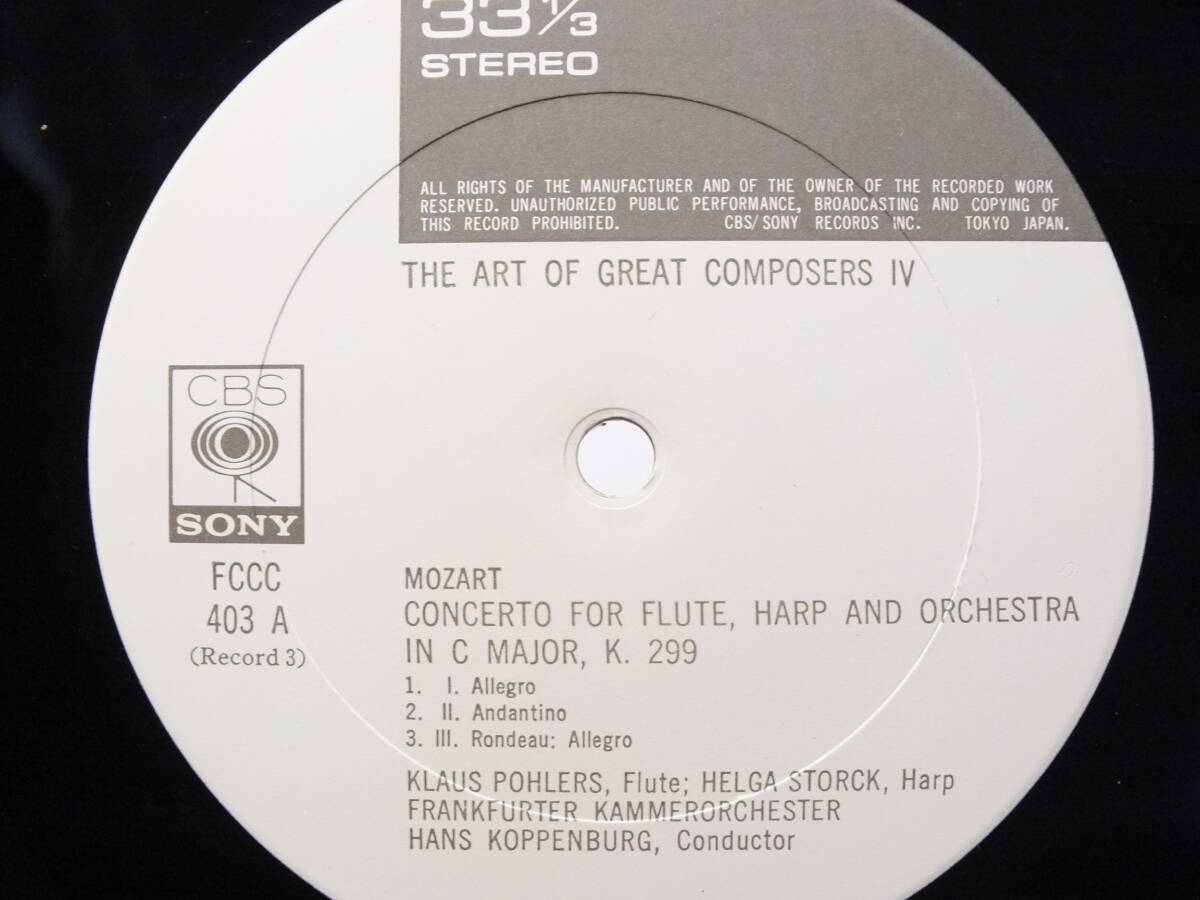 33 1/3
STEREO
ALL RIGHTS OF THE MANUFACTURER AND OF THE OWNER OF THE RECORDED WORK
RESERVED. UNAUTHORIZED PUBLIC PERFORMANCE, BROADCASTING AND COPYING OF
THIS RECORD PROHIBITED. CBS/SONY RECORDS INC. TOKYO JAPAN.
THE ART OF GREAT COMPOSERS IV
CBS
SONY
FCCC
403 A
(Record 3)
MOZART
CONCERTO FOR FLUTE, HARP AND ORCHESTRA
IN C MAJOR, K. 299
1. I. Allegro
2. II. Andantino
3. III. Rondeau: Allegro
KLAUS POHLERS, Flute; HELGA STORCK, Harp
FRANKFURTER KAMMERORCHESTER
HANS KOPPENBURG, Conductor